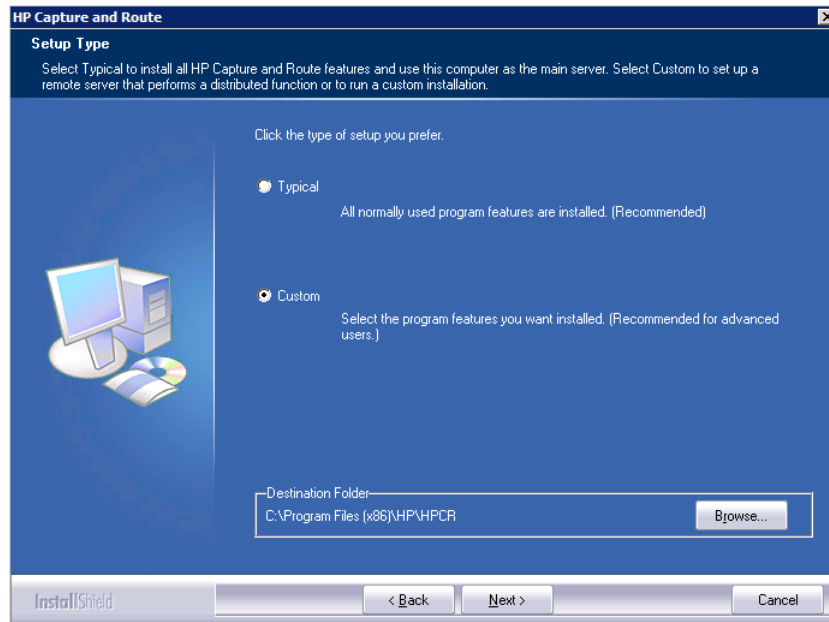 HP Capture and Route
Setup Type
Select Typical to install all HP Capture and Route features and use this computer as the main server. Select Custom to set up a
remote server that performs a distributed function or to run a custom installation.
Click the type of setup you prefer.
Typical
All normally used program features are installed. (Recommended)
Custom
Select the program features you want installed. (Recommended for advanced
users.)
Destination Folder
C:\Program Files (x86)\HP\HPCR
Browse...
InstallShield
< Back
Next >
Cancel